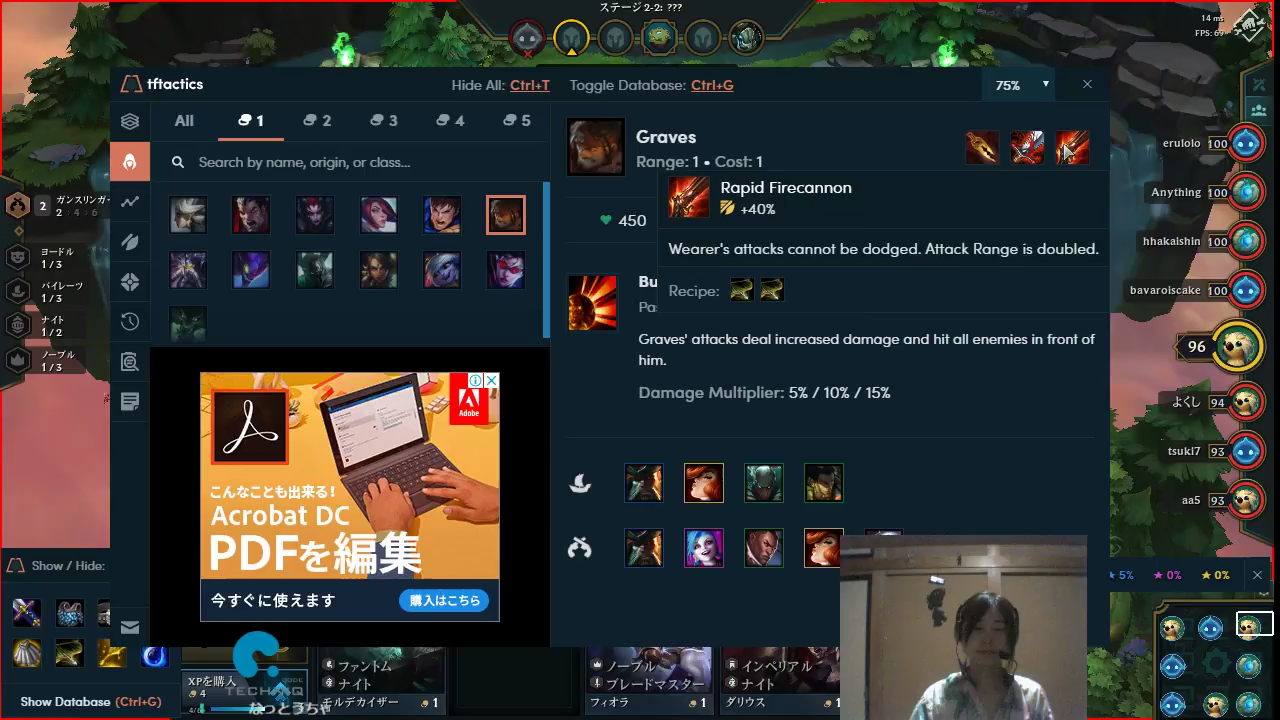 ステージ 2-2: ???
14 ms
FPS: 69
tftactics
Hide All: Ctrl+T
Toggle Database: Ctrl+G
75%
All
1
2
3
4
5
Search by name, origin, or class...
Graves
Range: 1 • Cost: 1
Rapid Firecannon
+40%
450
Wearer's attacks cannot be dodged. Attack Range is doubled.
Recipe:
Bu
Pa
Graves' attacks deal increased damage and hit all enemies in front of
him.
Damage Multiplier: 5% / 10% / 15%
2
ガンスリンガ
2 4 6
ヨードル
1 / 3
パイレーツ
1 / 3
ナイト
1 / 2
ノーブル
1 / 3
erulolo 100
Anything 100
hhakaishin 100
bavaroiscake 100
96
よくし 94
tsuki7 93
aa5 93
Adobe
こんなことも出来る!
Acrobat DC
PDFを編集
今すぐに使えます
購入はこちら
Show / Hide:
5%
0%
0%
Show Database (Ctrl+G)
XPを購入
4
ファントム
ナイト
モルデカイザー 1
ノーブル
ブレードマスター
フィオラ 1
インペリアル
ナイト
ダリウス
なっとうちゃ